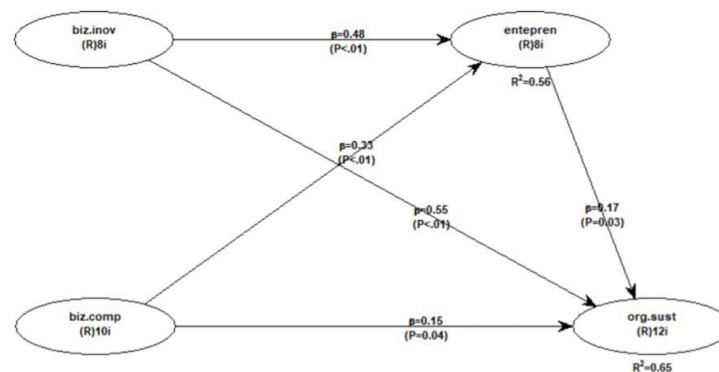 biz.inov
(R)8i
β=0.48
(P<.01)
entepren
(R)8i
R²=0.56
β=0.33
(P<.01)
β=0.55
(P<.01)
β=0.17
(P=0.03)
biz.comp
(R)10i
β=0.15
(P=0.04)
org.sust
(R)12i
R²=0.65